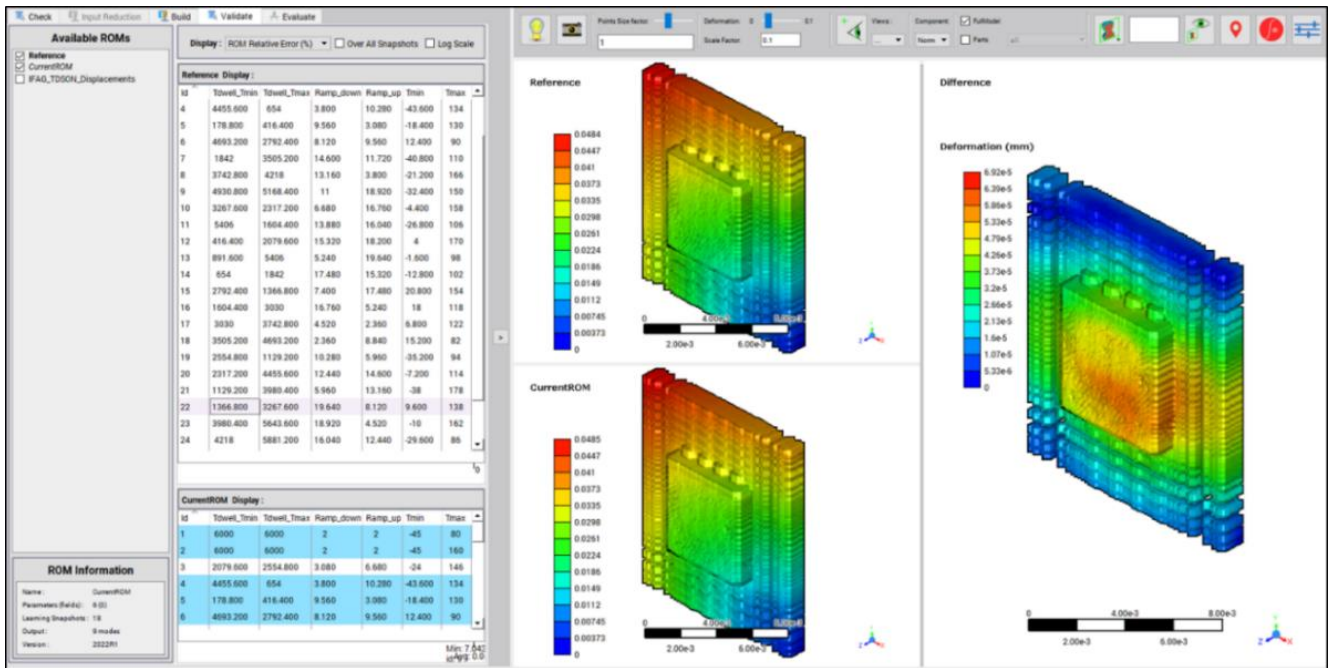 Check Input Reduction Build Validate Evaluate
Available ROMs
Reference
CurrentROM
IFAG_TDSON_Displacements
ROM Information
Name : CurrentROM
Parameters (fields) : 6 (0)
Learning Snapshots : 18
Output : 9 modes
Version : 2022R1
Display : ROM Relative Error (%) Over All Snapshots Log Scale
Reference Display :
Id Tdwell_Tmin Tdwell_Tmax Ramp_down Ramp_up Tmin Tmax
4 4455.600 654 3.800 10.280 -43.600 134
5 178.800 416.400 9.560 3.080 -18.400 130
6 4693.200 2792.400 8.120 9.560 12.400 90
7 1842 3505.200 14.600 11.720 -40.800 110
8 3742.800 4218 13.160 3.800 -21.200 166
9 4930.800 5168.400 11 18.920 -32.400 150
10 3267.600 2317.200 6.680 16.760 -4.400 158
11 5406 1604.400 13.880 16.040 -26.800 106
12 416.400 2079.600 15.320 18.200 4 170
13 891.600 5406 5.240 19.640 -1.600 98
14 654 1842 17.480 15.320 -12.800 102
15 2792.400 1366.800 7.400 17.480 20.800 154
16 1604.400 3030 16.760 5.240 18 118
17 3030 3742.800 4.520 2.360 6.800 122
18 3505.200 4693.200 2.360 8.840 15.200 82
19 2554.800 1129.200 10.280 5.960 -35.200 94
20 2317.200 4455.600 12.440 14.600 -7.200 114
21 1129.200 3980.400 5.960 13.160 -38 178
22 1366.800 3267.600 19.640 8.120 9.600 138
23 3980.400 5643.600 18.920 4.520 -10 162
24 4218 5881.200 16.040 12.440 -29.600 86
CurrentROM Display :
Id Tdwell_Tmin Tdwell_Tmax Ramp_down Ramp_up Tmin Tmax
1 6000 6000 2 2 -45 80
2 6000 6000 2 2 -45 160
3 2079.600 2554.800 3.080 6.680 -24 146
4 4455.600 654 3.800 10.280 -43.600 134
5 178.800 416.400 9.560 3.080 -18.400 130
6 4693.200 2792.400 8.120 9.560 12.400 90
Points Size factor: 1
Deformation: 0 0.1
Scale Factor: 0.1
Views : ...
Component: Norm
FullModel
Parts: all
Reference
0.0484
0.0447
0.041
0.0373
0.0335
0.0298
0.0261
0.0224
0.0186
0.0149
0.0112
0.00745
0.00373
0
0 4.00e-3 8.00e-3
2.00e-3 6.00e-3
CurrentROM
0.0485
0.0447
0.041
0.0373
0.0335
0.0298
0.0261
0.0224
0.0186
0.0149
0.0112
0.00745
0.00373
0
0 4.00e-3 8.00e-3
2.00e-3 6.00e-3
Difference
Deformation (mm)
6.92e-5
6.39e-5
5.86e-5
5.33e-5
4.79e-5
4.26e-5
3.73e-5
3.2e-5
2.66e-5
2.13e-5
1.6e-5
1.07e-5
5.33e-6
0
0 4.00e-3 8.00e-3
2.00e-3 6.00e-3